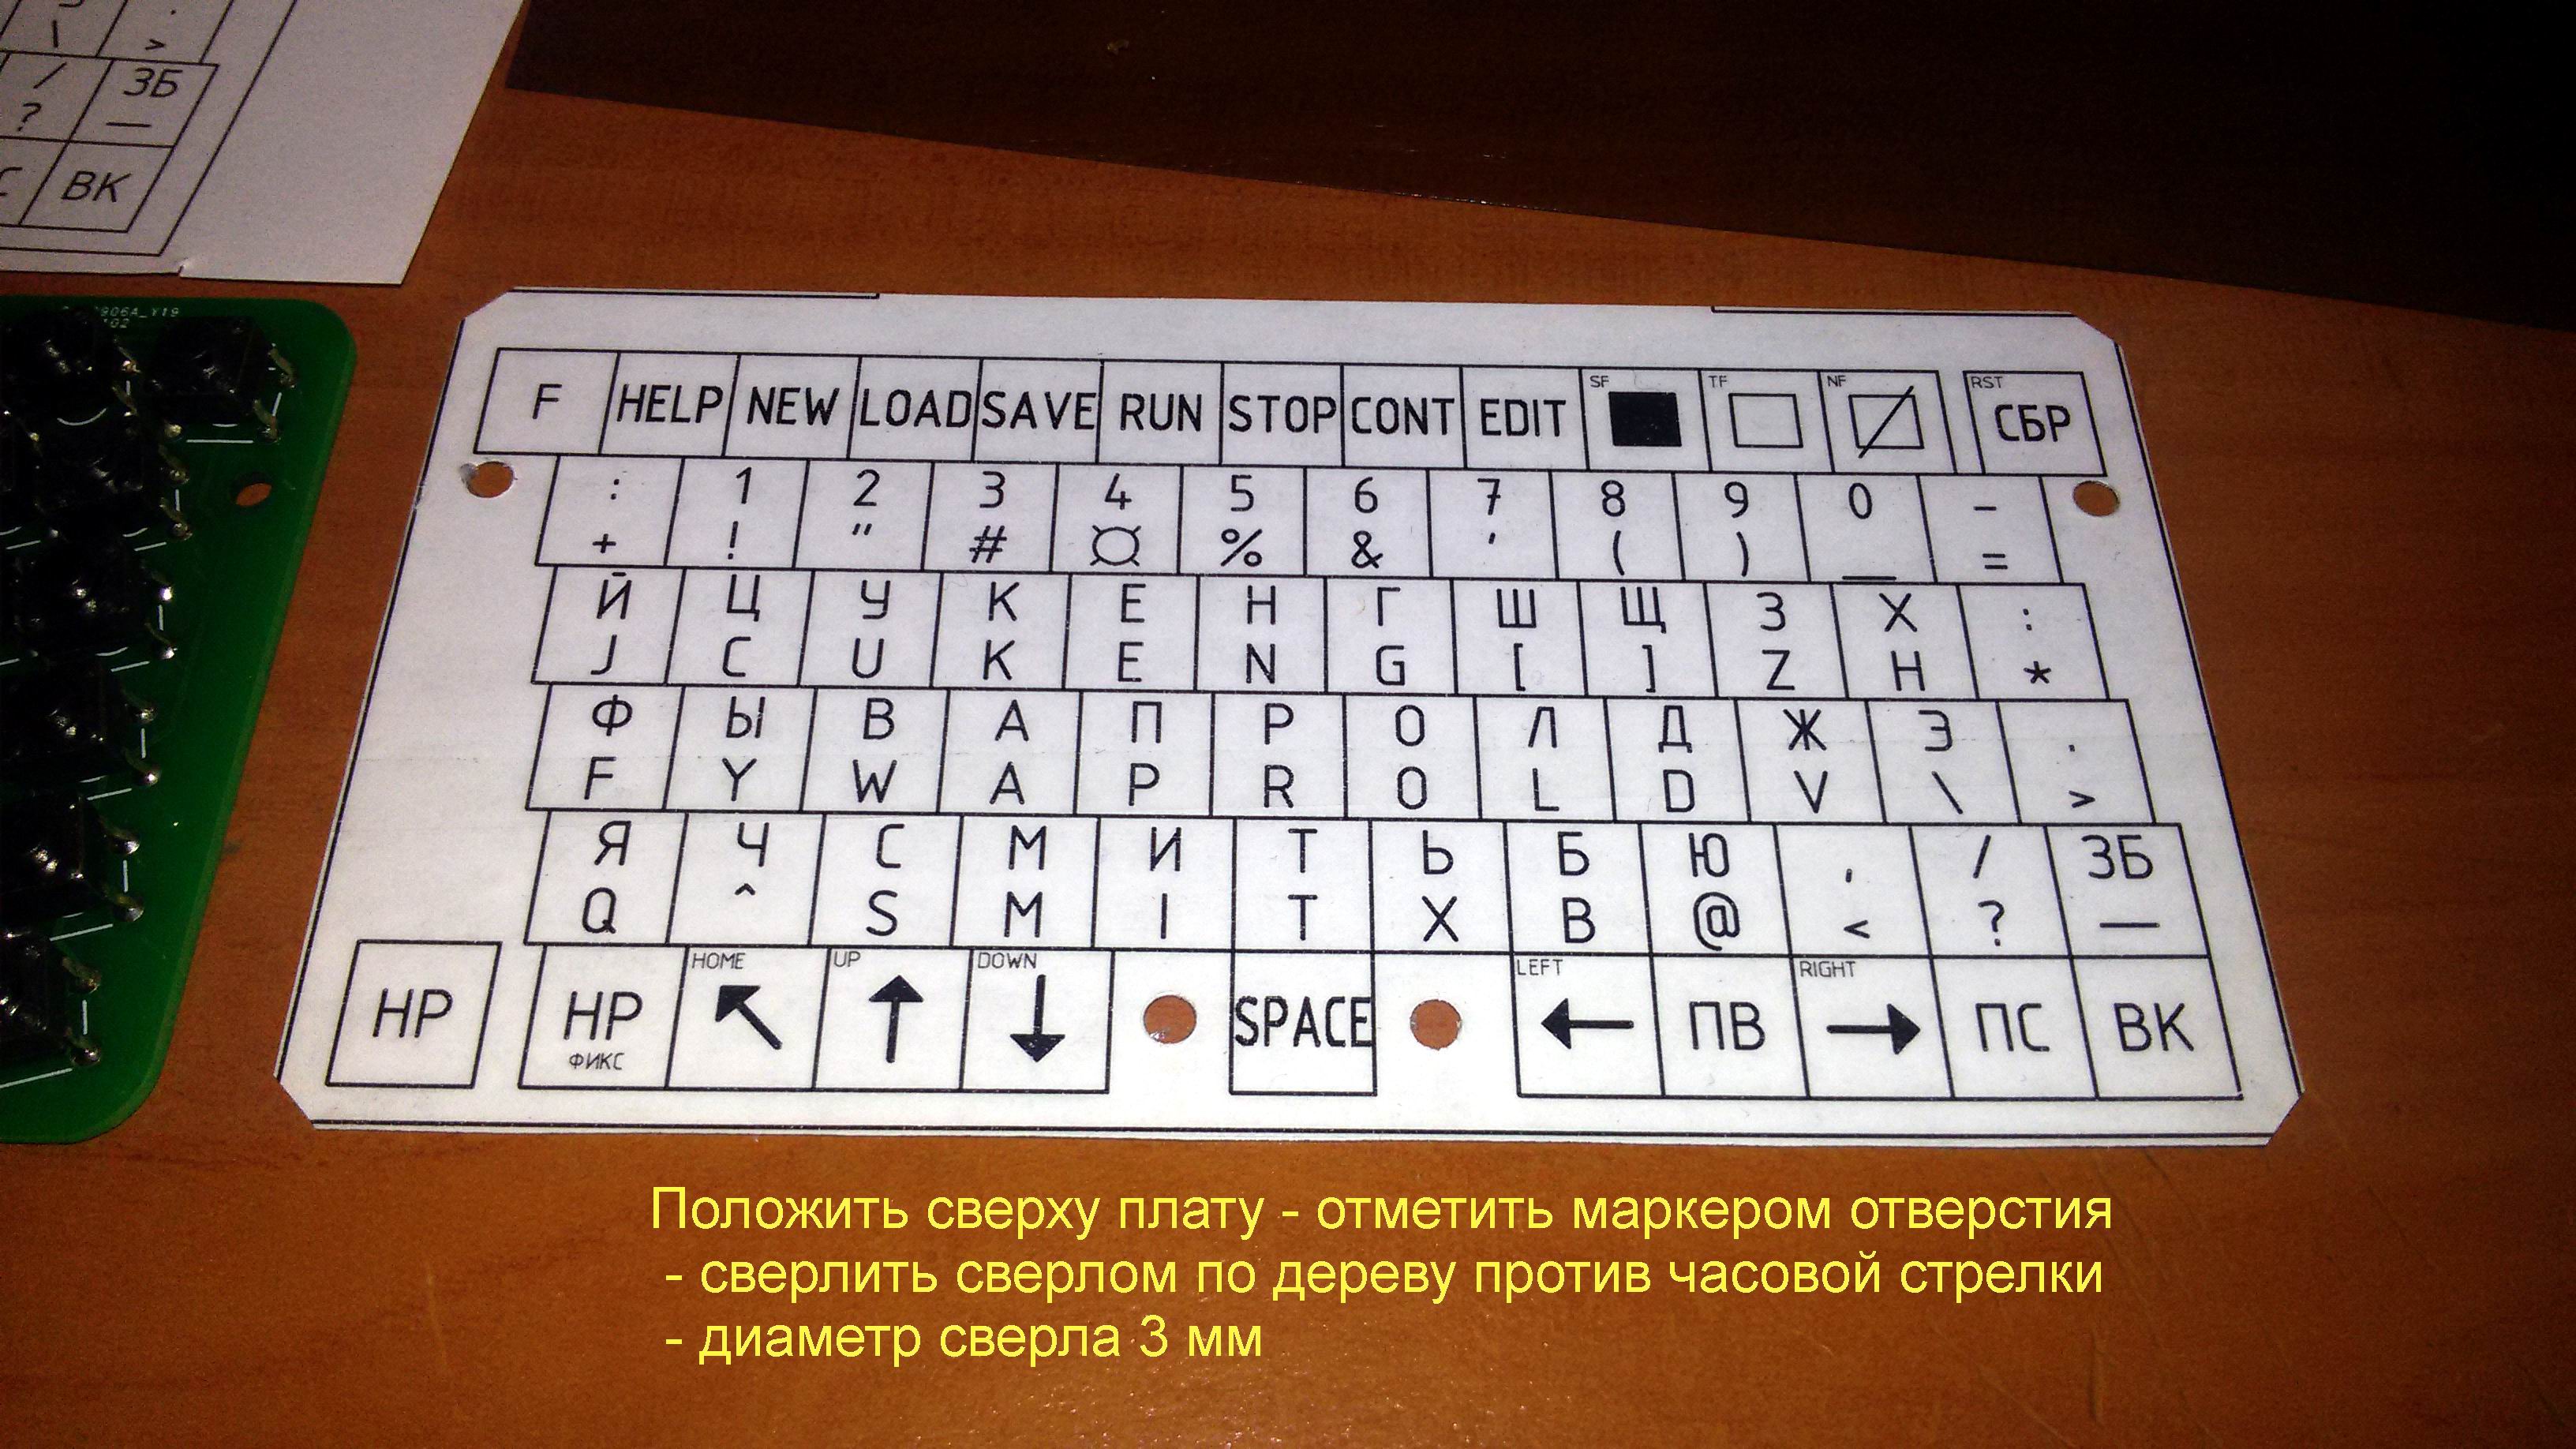 \ >
/ ЗБ
? —
С ВК
906A_Y19
102
F HELP NEW LOAD SAVE RUN STOP CONT EDIT SF TF NF RST СБР
: 1 2 3 4 5 6 7 8 9 0 -
+ ! " # ¤ % & ' ( ) _ =
Й Ц У К Е Н Г Ш Щ З Х :
J C U K E N G [ ] Z H *
Ф Ы В А П Р О Л Д Ж Э .
F Y W A P R O L D V \ >
Я Ч С М И Т Ь Б Ю , / ЗБ
Q ^ S M I T X B @ < ? —
HOME UP DOWN LEFT RIGHT
НР НР ↖ ↑ ↓ SPACE ← ПВ → ПС ВК
ФИКС
Положить сверху плату - отметить маркером отверстия
- сверлить сверлом по дереву против часовой стрелки
- диаметр сверла 3 мм